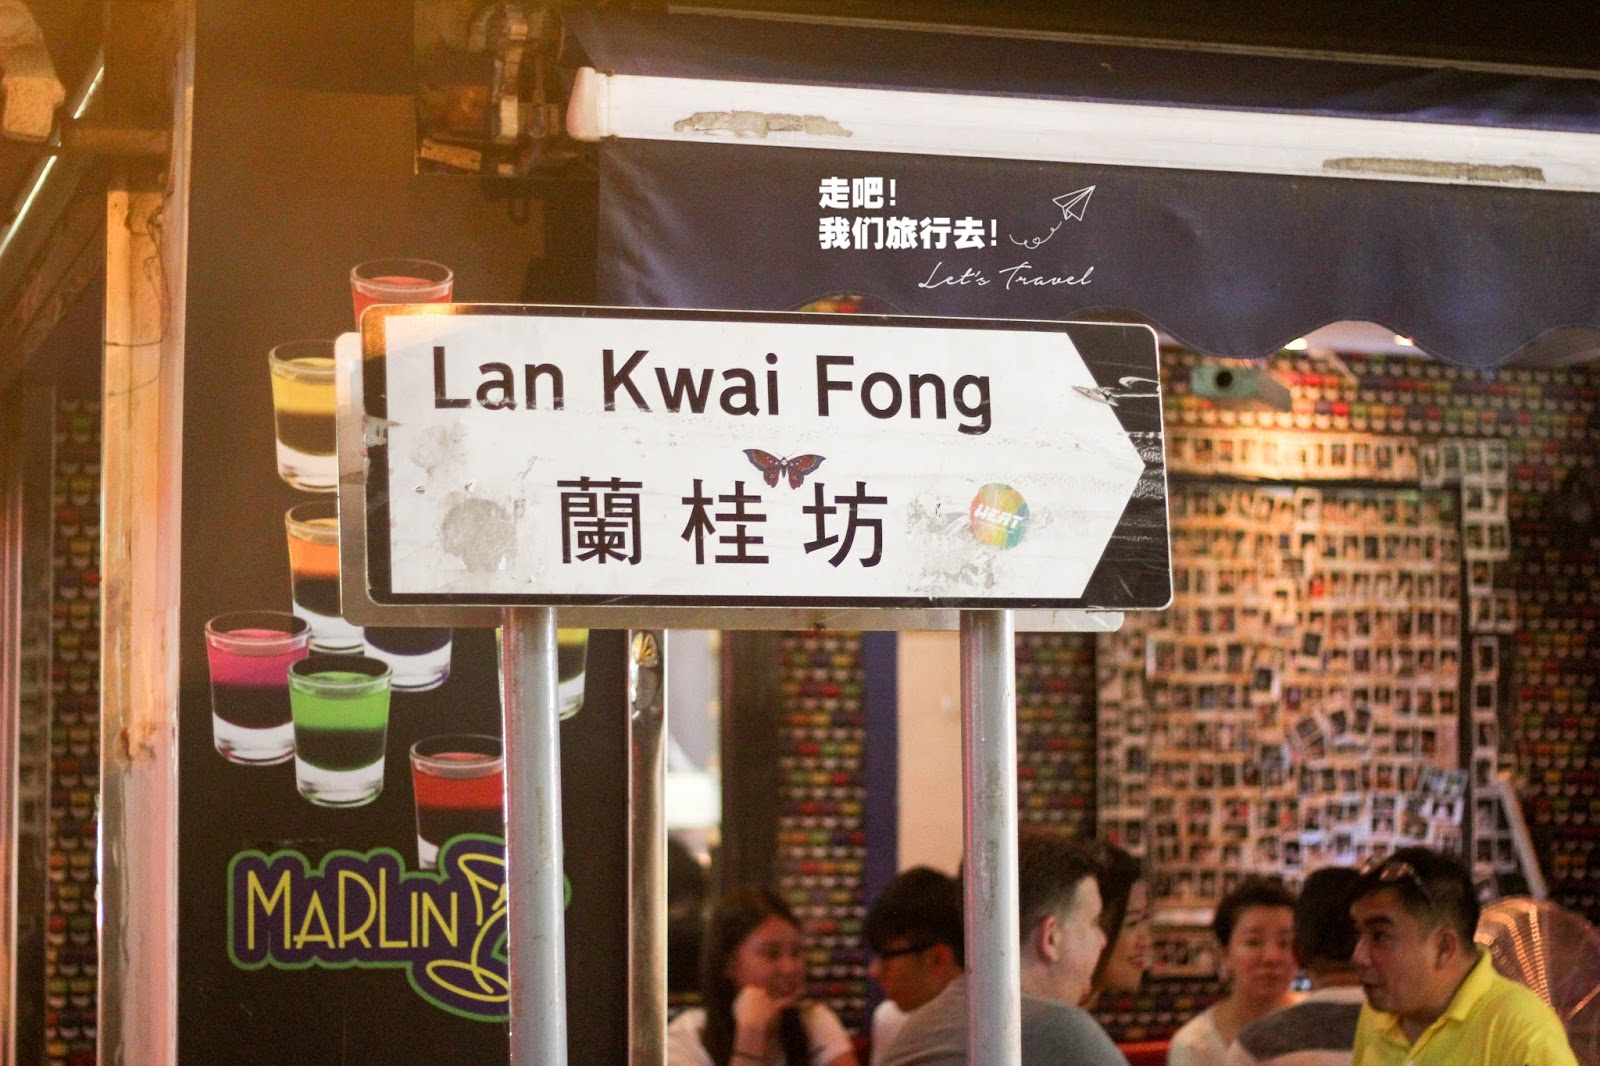 走吧！
我们旅行去！
Let's Travel
Lan Kwai Fong
蘭桂坊
HEAT
MARLIN